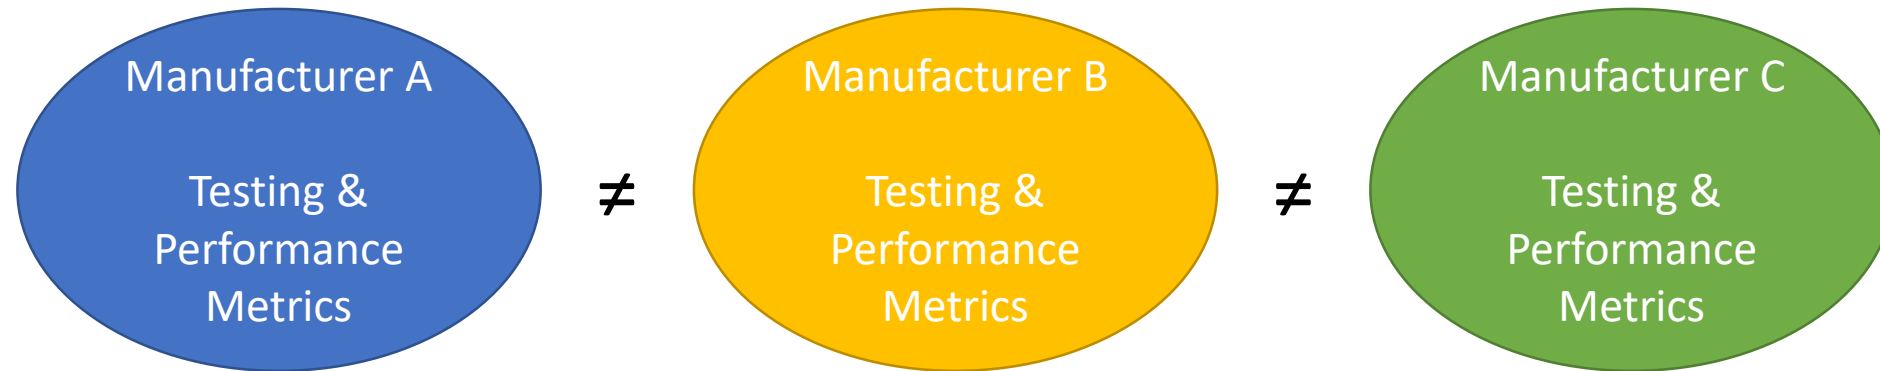 Manufacturer A
Testing &
Performance
Metrics
≠
Manufacturer B
Testing &
Performance
Metrics
≠
Manufacturer C
Testing &
Performance
Metrics